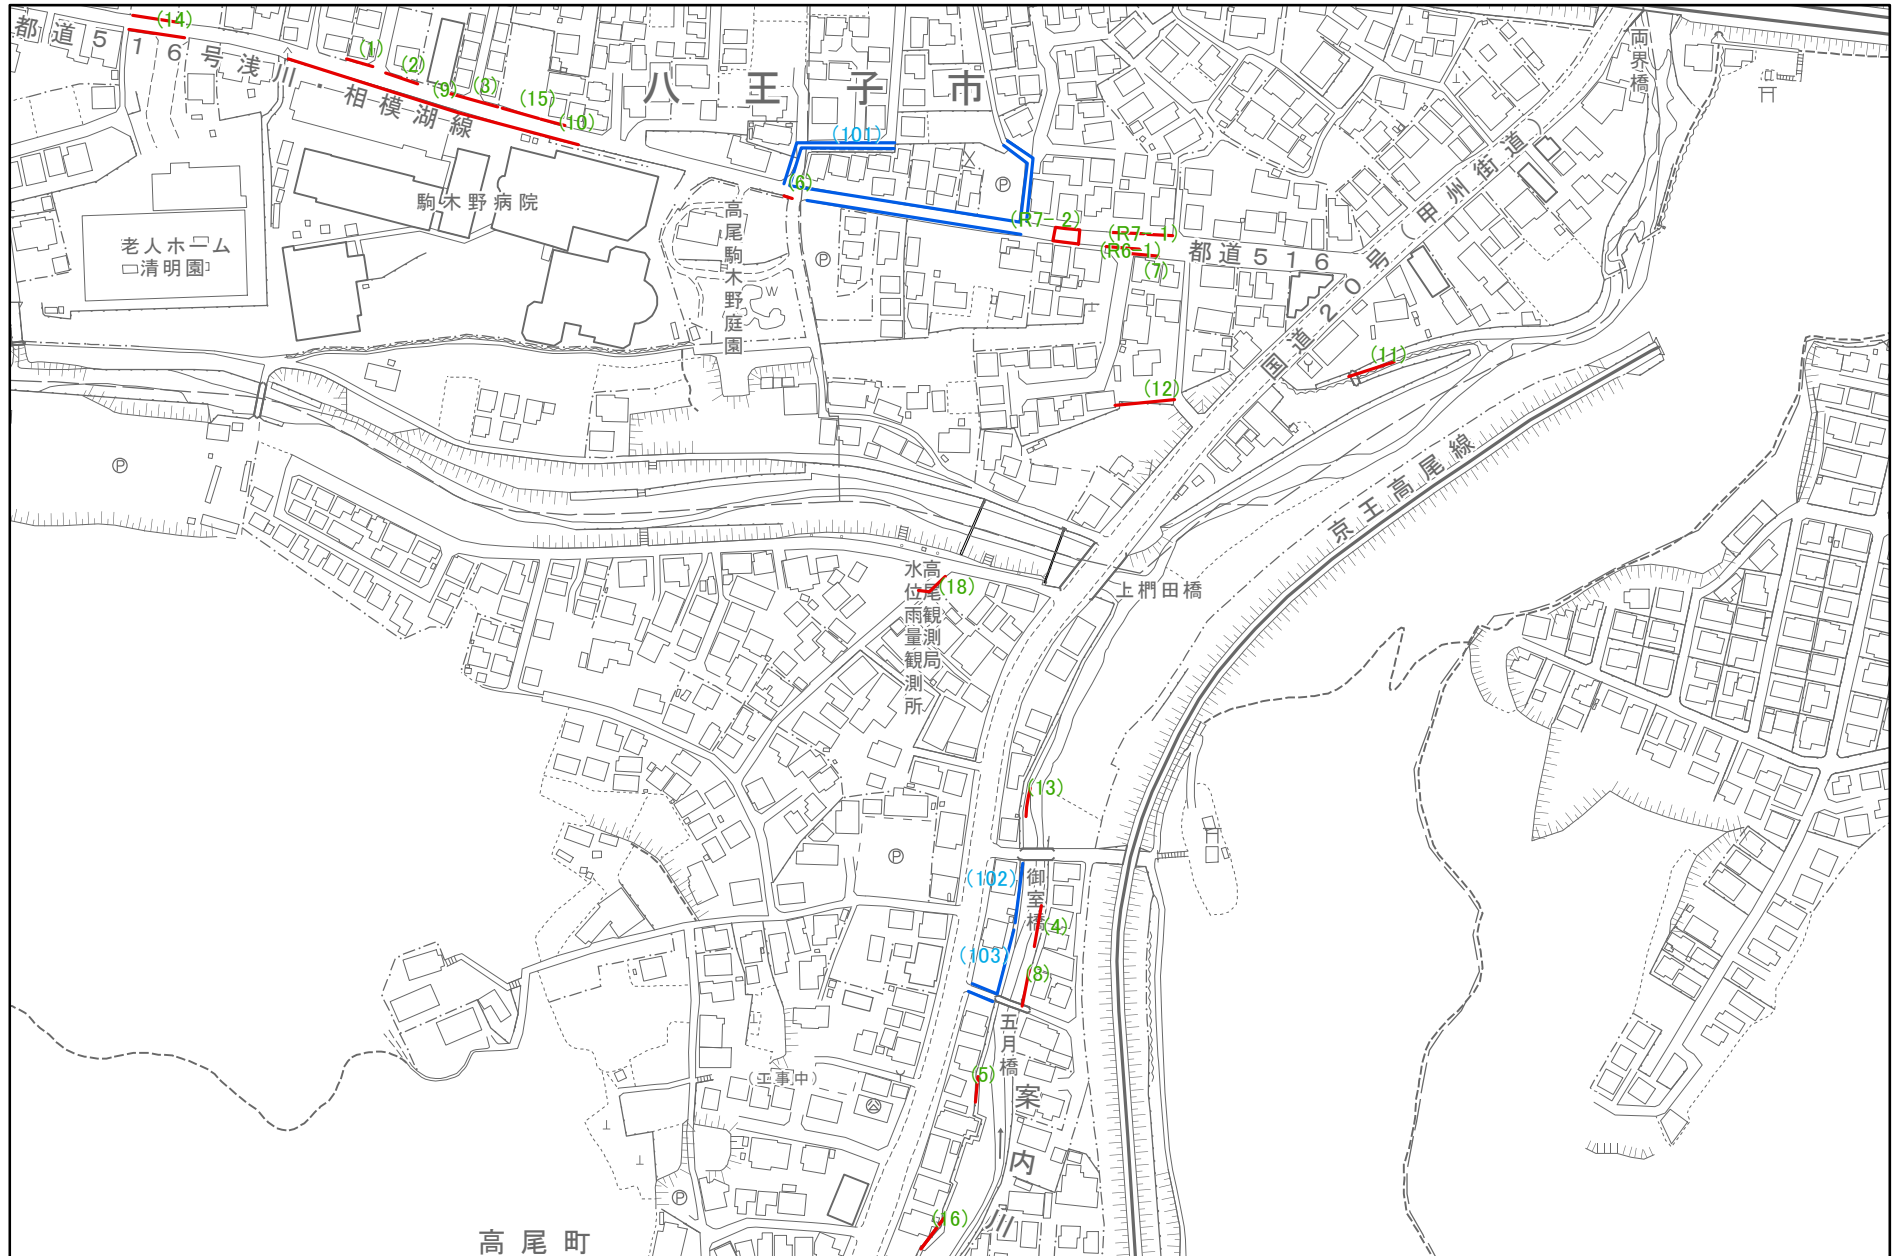 都道516号浅川・相模湖線
(14)
(1)
(2)
(9)
(3)
(15)
(10)
八王子市
(101)
両界橋
駒木野病院
老人ホーム
清明園
高尾駒木野庭園
W
(6)
(R7-2)
(R7-1)
(R6-1)
(7)
都道516
国道20号(甲州街道)
(11)
(12)
京王高尾線
上椚田橋
高尾観測局
水位雨量観測所
(18)
(13)
(102)
御室橋
(4)
(103)
(8)
五月橋
(5)
(工事中)
案内川
(16)
高尾町
P
P
P
P
P